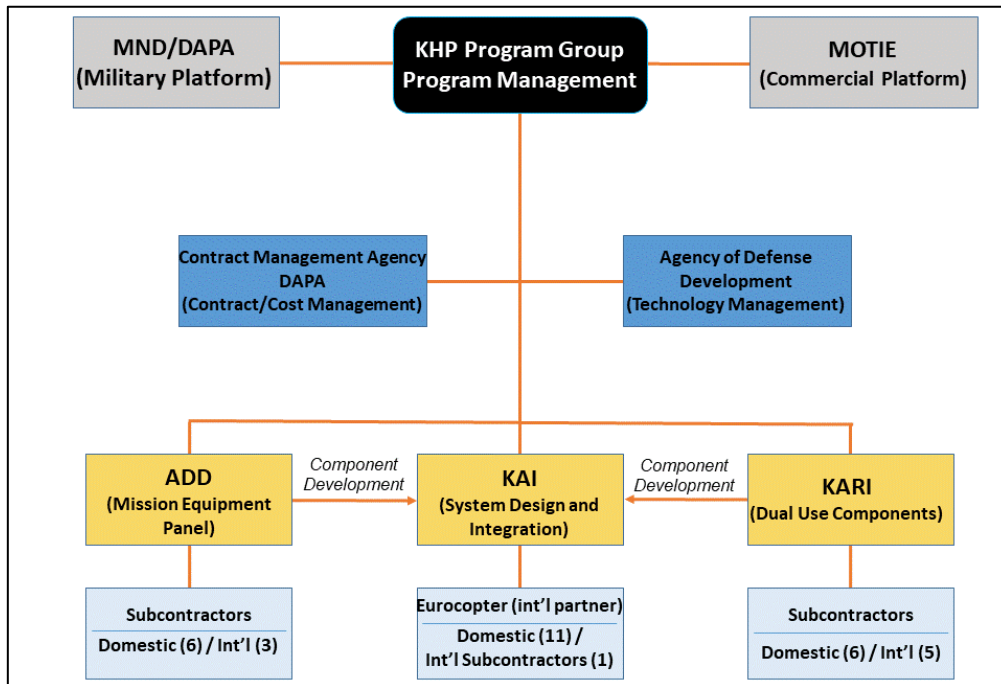 MND/DAPA
(Military Platform)
KHP Program Group
Program Management
MOTIE
(Commercial Platform)
Contract Management Agency
DAPA
(Contract/Cost Management)
Agency of Defense
Development
(Technology Management)
ADD
(Mission Equipment
Panel)
Component
Development
KAI
(System Design and
Integration)
Component
Development
KARI
(Dual Use Components)
Subcontractors
Domestic (6) / Int'l (3)
Eurocopter (int'l partner)
Domestic (11) /
Int'l Subcontractors (1)
Subcontractors
Domestic (6) / Int'l (5)